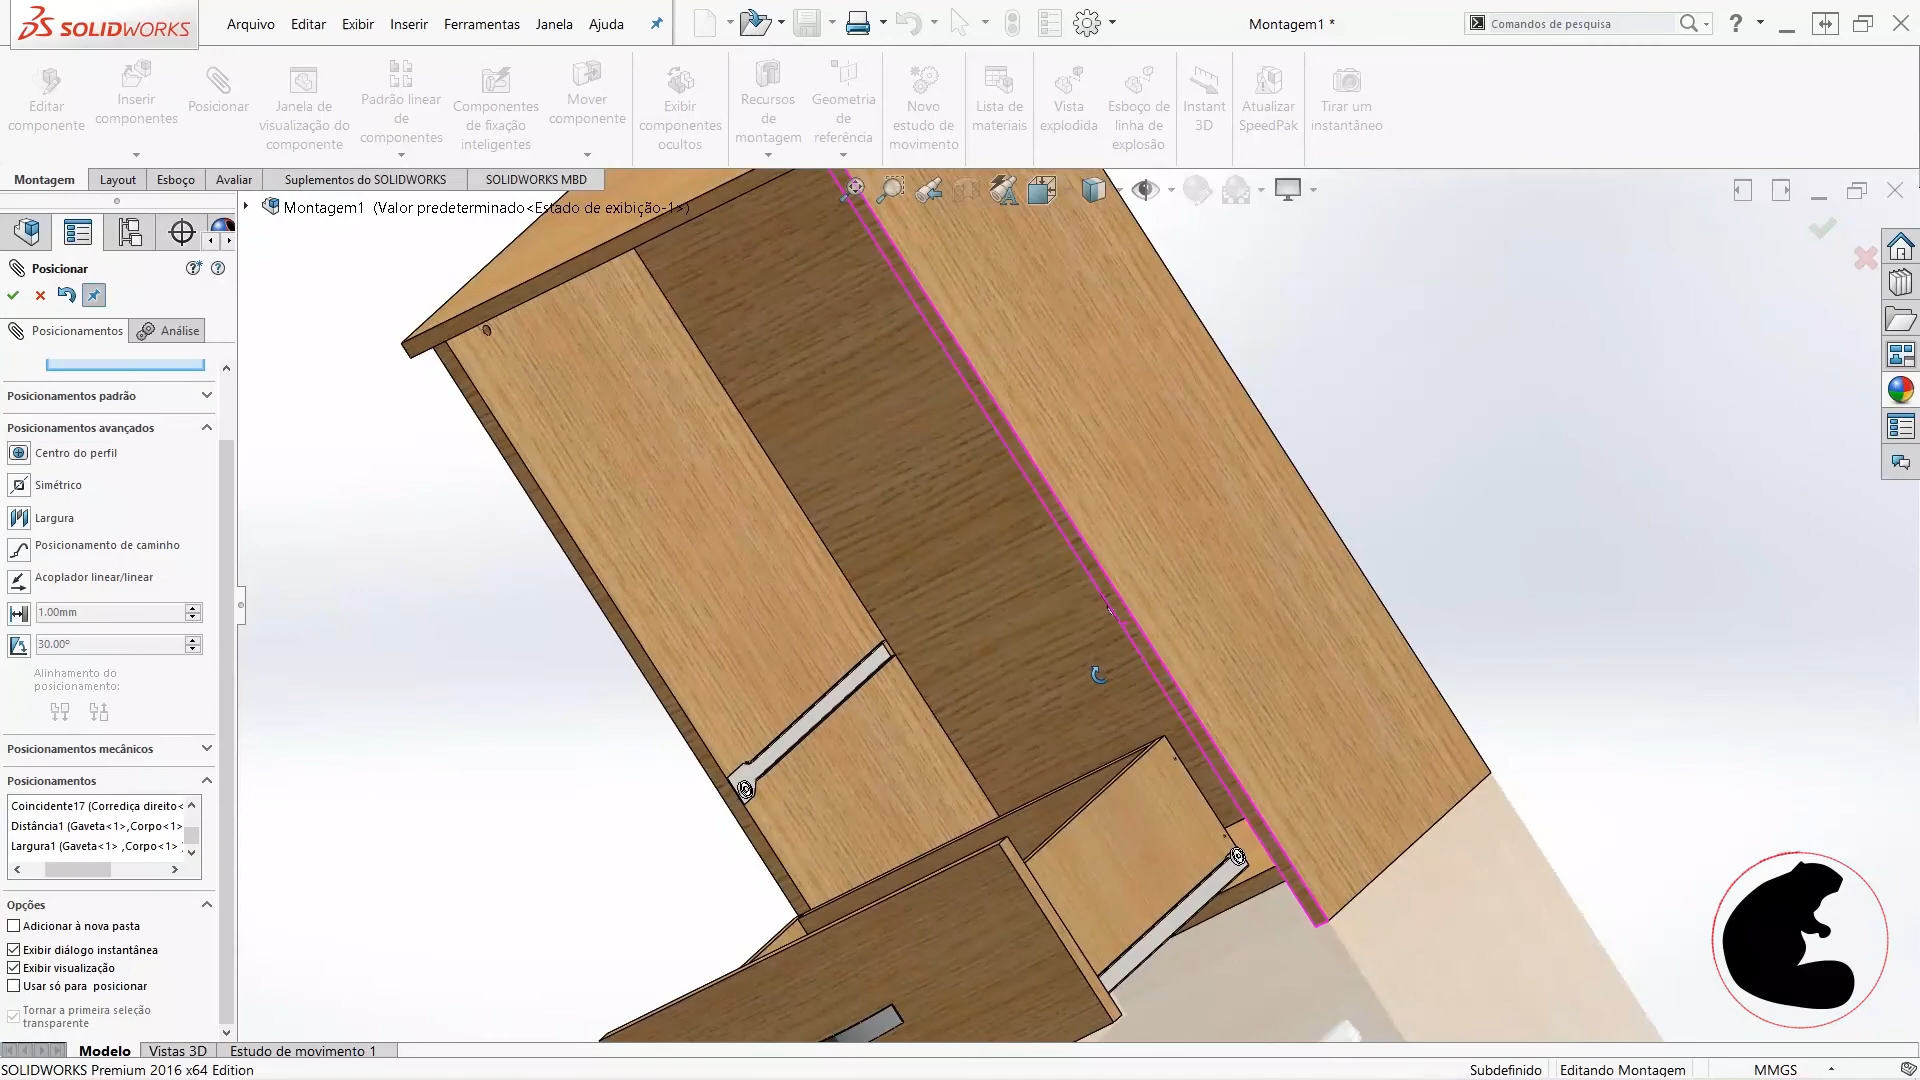 SOLIDWORKS
Arquivo Editar Exibir Inserir Ferramentas Janela Ajuda
Montagem1 *
Comandos de pesquisa
?
Editar componente
Inserir componentes
Posicionar
Janela de visualização do componente
Padrão linear de componentes
Componentes de fixação inteligentes
Mover componente
Exibir componentes ocultos
Recursos de montagem
Geometria de referência
Novo estudo de movimento
Lista de materiais
Vista explodida
Esboço de linha de explosão
Instant 3D
Atualizar SpeedPak
Tirar um instantâneo
Montagem Layout Esboço Avaliar Suplementos do SOLIDWORKS SOLIDWORKS MBD
Montagem1 (Valor predeterminado<Estado de exibição-1>)
Posicionar
Posicionamentos Análise
Posicionamentos padrão
Posicionamentos avançados
Centro do perfil
Simétrico
Largura
Posicionamento de caminho
Acoplador linear/linear
1.00mm
30.00°
Alinhamento do
posicionamento:
Posicionamentos mecânicos
Posicionamentos
Coincidente17 (Corrediça direito<
Distância1 (Gaveta<1>,Corpo<1>
Largura1 (Gaveta<1> ,Corpo<1> ,
Opções
Adicionar à nova pasta
Exibir diálogo instantânea
Exibir visualização
Usar só para posicionar
Tornar a primeira seleção
transparente
Modelo Vistas 3D Estudo de movimento 1
SOLIDWORKS Premium 2016 x64 Edition
Subdefinido Editando Montagem MMGS